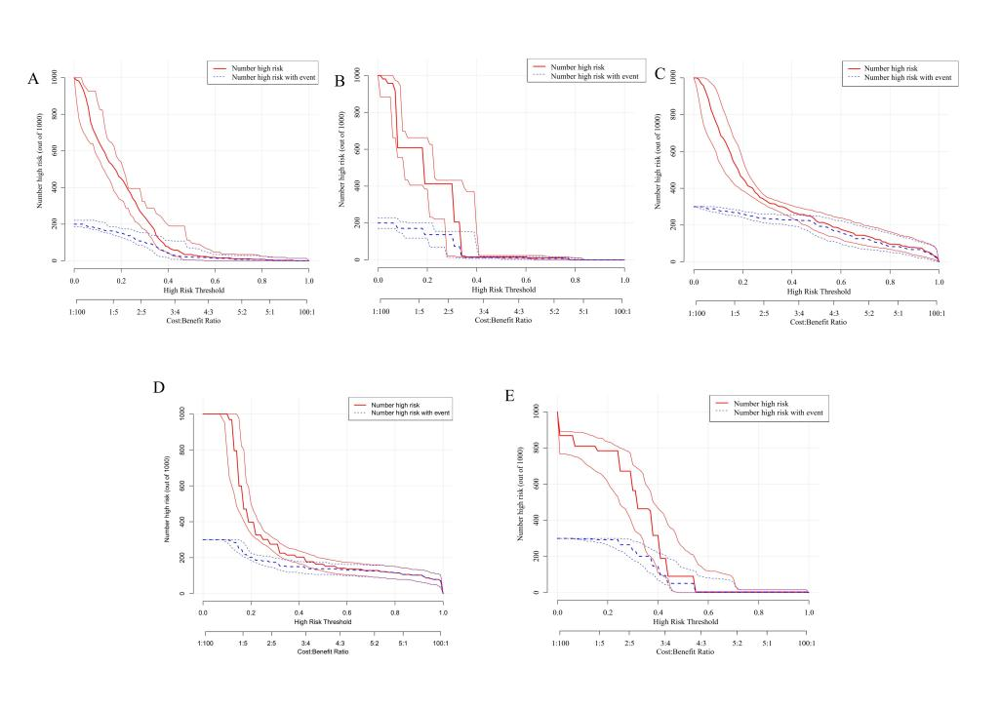 A
Number high risk
Number high risk with event
Number high risk (out of 1000)
1000
800
600
400
200
0
0.0 0.2 0.4 0.6 0.8 1.0
High Risk Threshold
1:100 1:5 2:5 3:4 4:3 5:2 5:1 100:1
Cost:Benefit Ratio
B
Number high risk
Number high risk with event
Number high risk (out of 1000)
1000
800
600
400
200
0
0.0 0.2 0.4 0.6 0.8 1.0
High Risk Threshold
1:100 1:5 2:5 3:4 4:3 5:2 5:1 100:1
Cost:Benefit Ratio
C
Number high risk
Number high risk with event
Number high risk (out of 1000)
1000
800
600
400
200
0
0.0 0.2 0.4 0.6 0.8 1.0
High Risk Threshold
1:100 1:5 2:5 3:4 4:3 5:2 5:1 100:1
Cost:Benefit Ratio
D
Number high risk
Number high risk with event
Number high risk (out of 1000)
1000
800
600
400
200
0
0.0 0.2 0.4 0.6 0.8 1.0
High Risk Threshold
1:100 1:5 2:5 3:4 4:3 5:2 5:1 100:1
Cost:Benefit Ratio
E
Number high risk
Number high risk with event
Number high risk (out of 1000)
1000
800
600
400
200
0
0.0 0.2 0.4 0.6 0.8 1.0
High Risk Threshold
1:100 1:5 2:5 3:4 4:3 5:2 5:1 100:1
Cost:Benefit Ratio